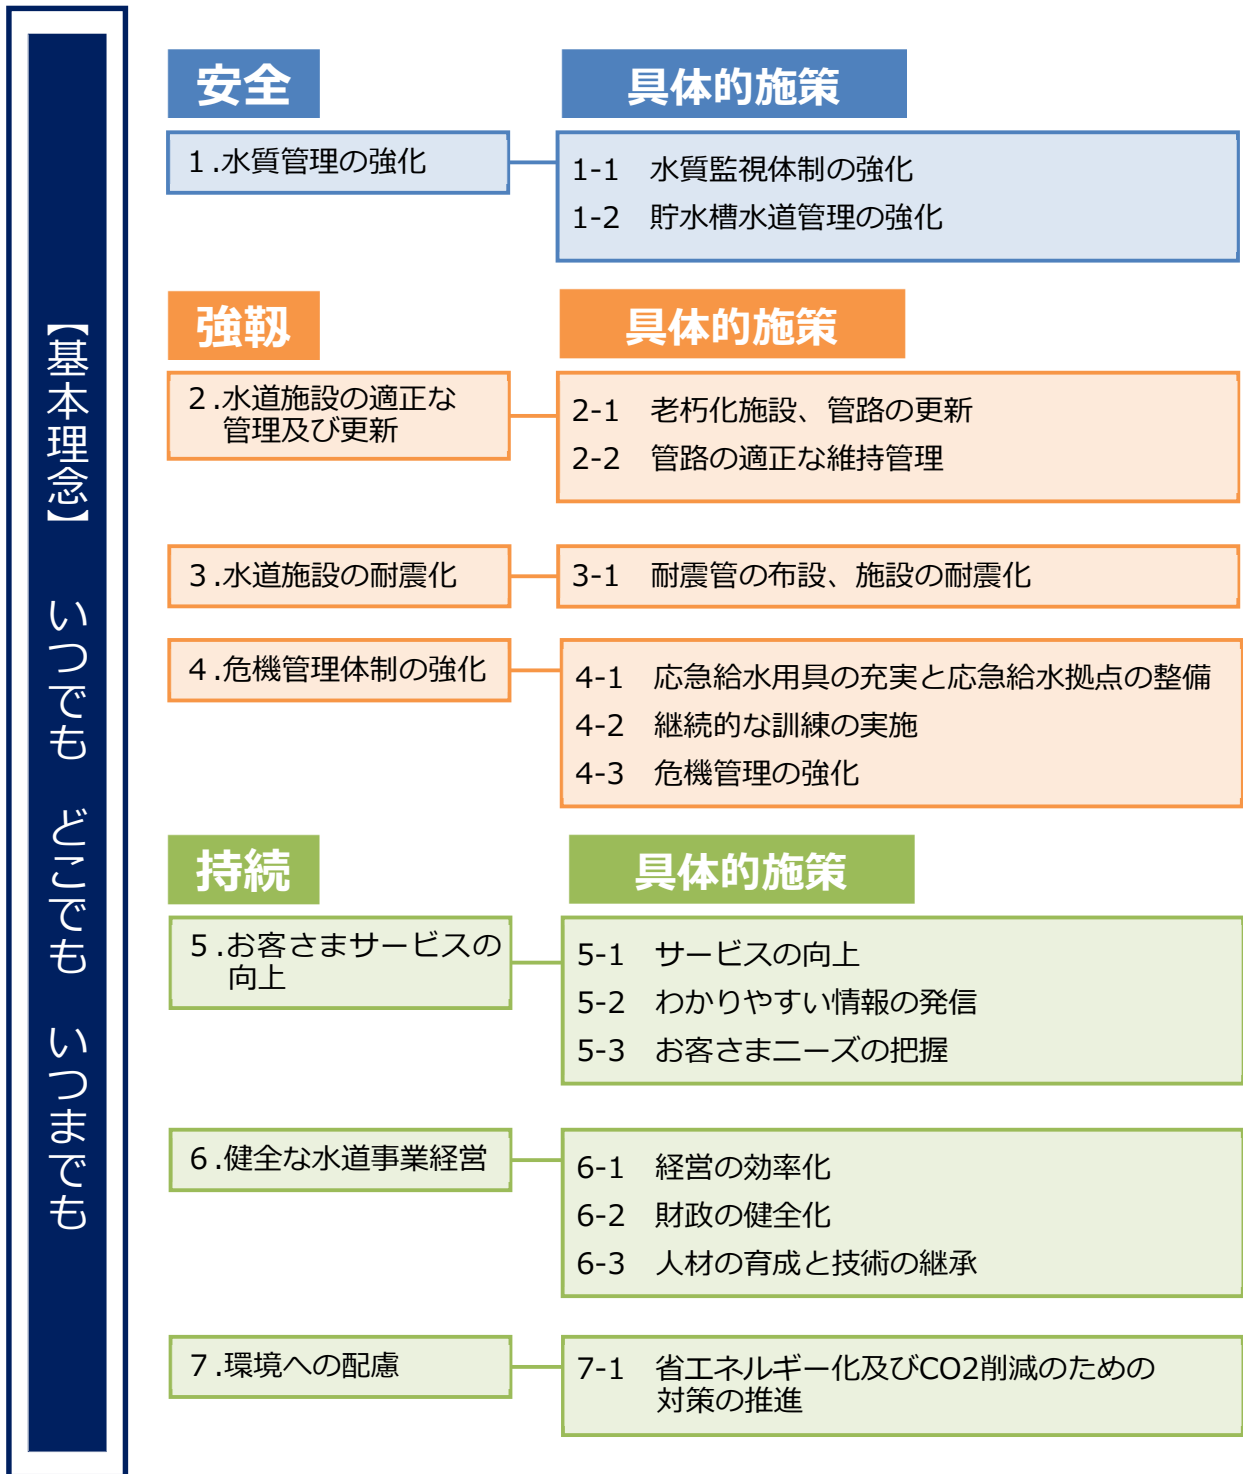 【基本理念】 いつでも どこでも いつまでも
安全
具体的施策
１.水質管理の強化
1-1 水質監視体制の強化
1-2 貯水槽水道管理の強化
強靱
具体的施策
２.水道施設の適正な
管理及び更新
2-1 老朽化施設、管路の更新
2-2 管路の適正な維持管理
３.水道施設の耐震化
3-1 耐震管の布設、施設の耐震化
４.危機管理体制の強化
4-1 応急給水用具の充実と応急給水拠点の整備
4-2 継続的な訓練の実施
4-3 危機管理の強化
持続
具体的施策
５.お客さまサービスの
向上
5-1 サービスの向上
5-2 わかりやすい情報の発信
5-3 お客さまニーズの把握
６.健全な水道事業経営
6-1 経営の効率化
6-2 財政の健全化
6-3 人材の育成と技術の継承
７.環境への配慮
7-1 省エネルギー化及びCO2削減のための
対策の推進